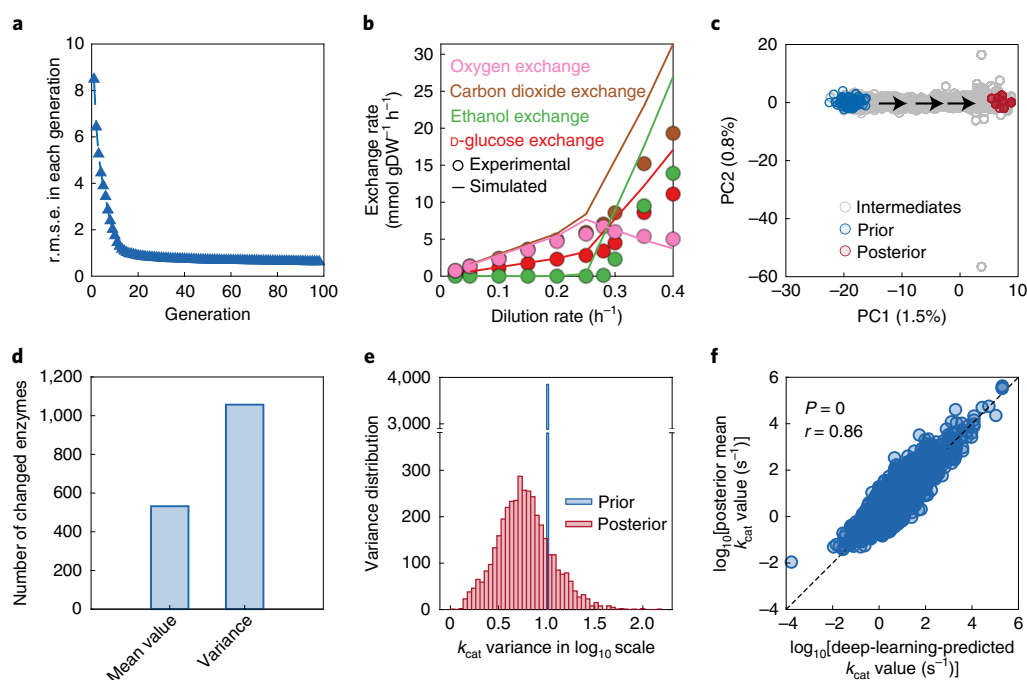 a
r.m.s.e. in each generation
10
8
6
4
2
0
0 20 40 60 80 100
Generation
b
Exchange rate
(mmol gDW⁻¹ h⁻¹)
30
25
20
15
10
5
0
Oxygen exchange
Carbon dioxide exchange
Ethanol exchange
D-glucose exchange
Experimental
Simulated
0 0.1 0.2 0.3 0.4
Dilution rate (h⁻¹)
c
PC2 (0.8%)
20
0
−20
−40
−60
Intermediates
Prior
Posterior
−30 −20 −10 0 10
PC1 (1.5%)
d
Number of changed enzymes
1,200
1,000
800
600
400
200
0
Mean value
Variance
e
Variance distribution
4,000
3,000
300
200
100
0
Prior
Posterior
0 0.5 1.0 1.5 2.0
k_cat variance in log₁₀ scale
f
log₁₀[posterior mean
k_cat value (s⁻¹)]
6
4
2
0
−2
−4
P = 0
r = 0.86
−4 −2 0 2 4 6
log₁₀[deep-learning-predicted
k_cat value (s⁻¹)]